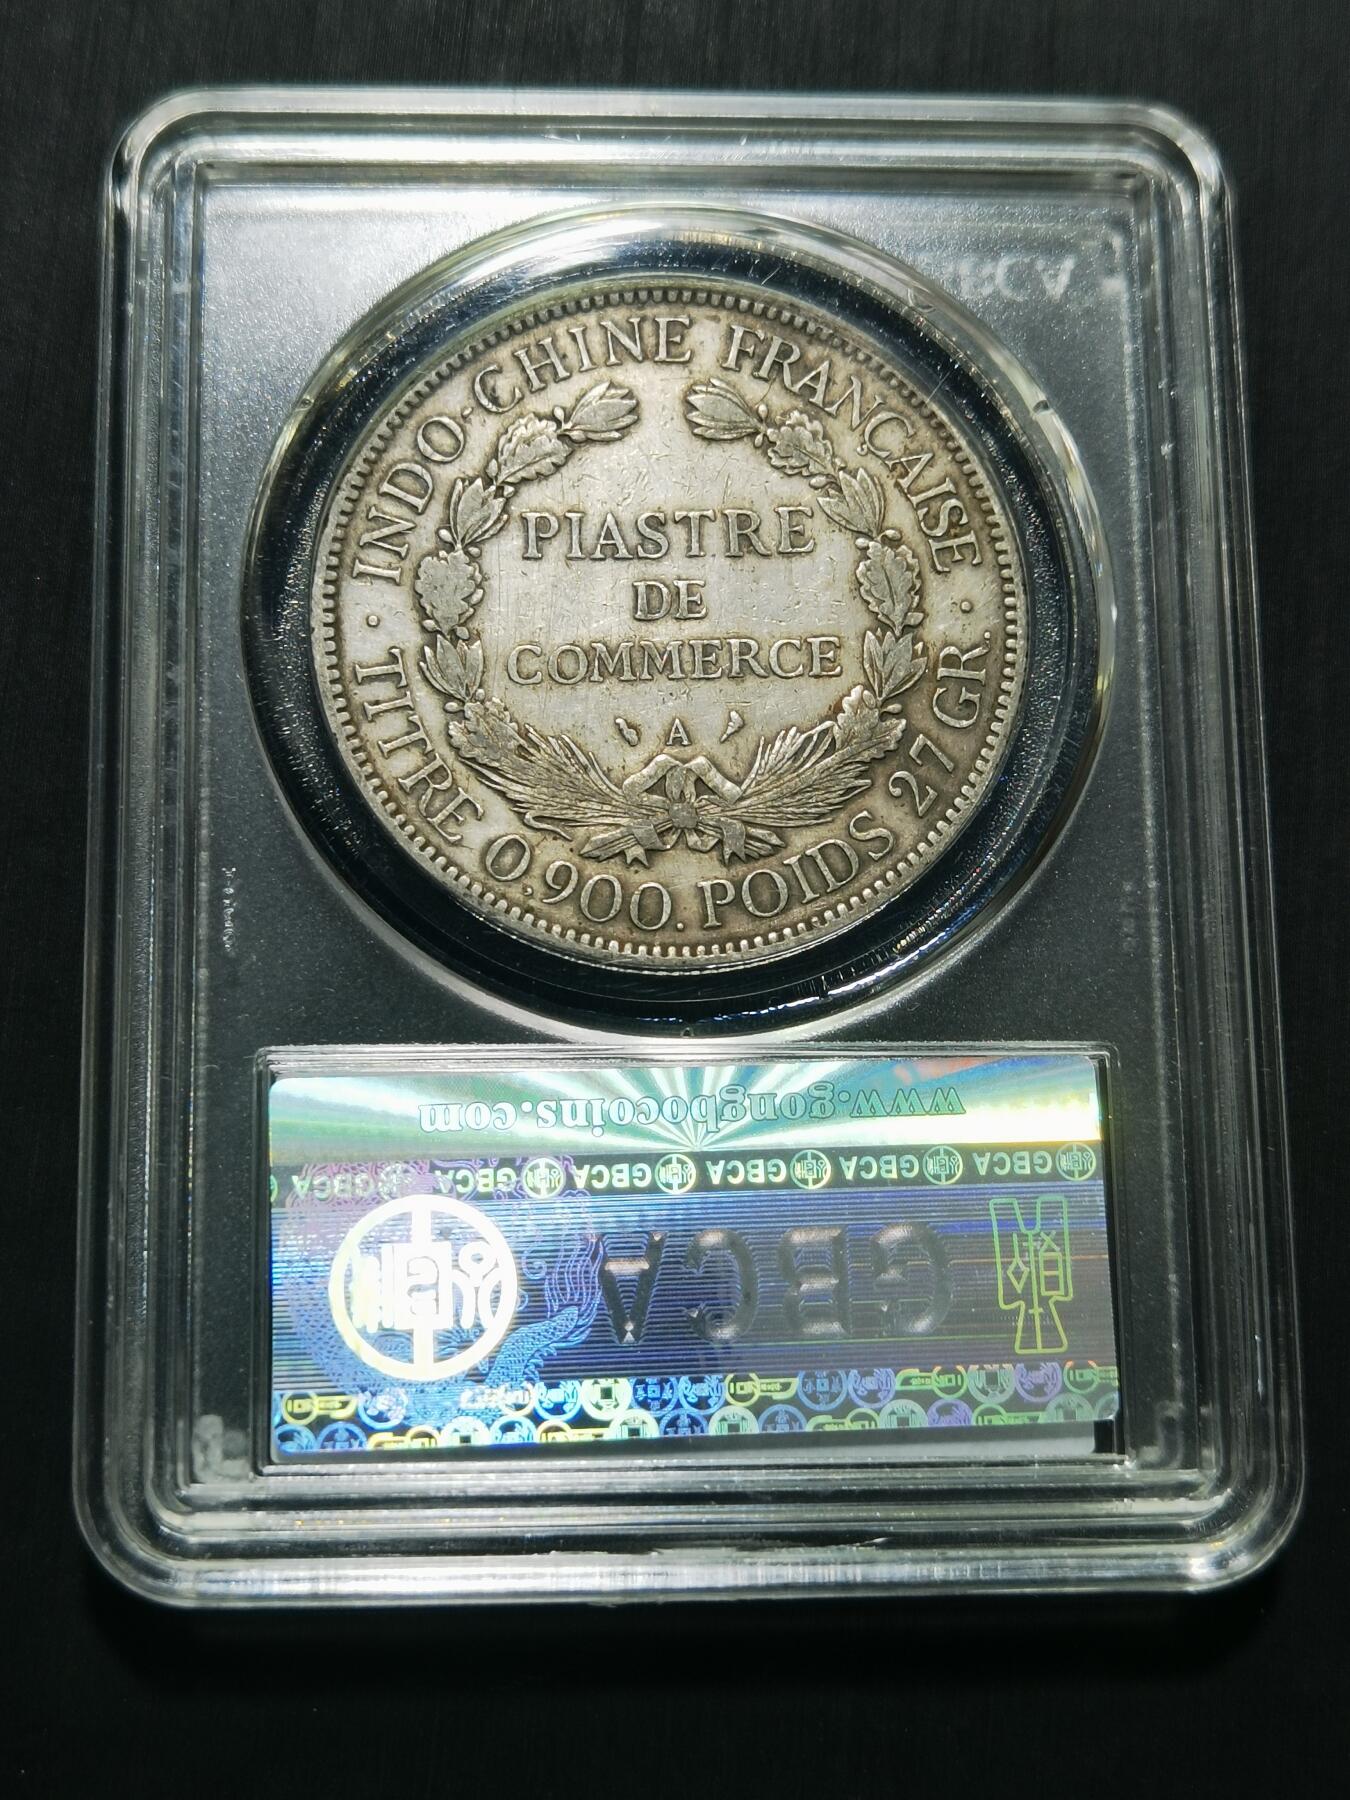 INDO-CHINE FRANÇAISE
PIASTRE
DE
COMMERCE
A
· TITRE 0,900. POIDS 27 GR. ·
www.gongbocoins.com
GBCA GBCA GBCA GBCA GBCA GBCA
GBCA